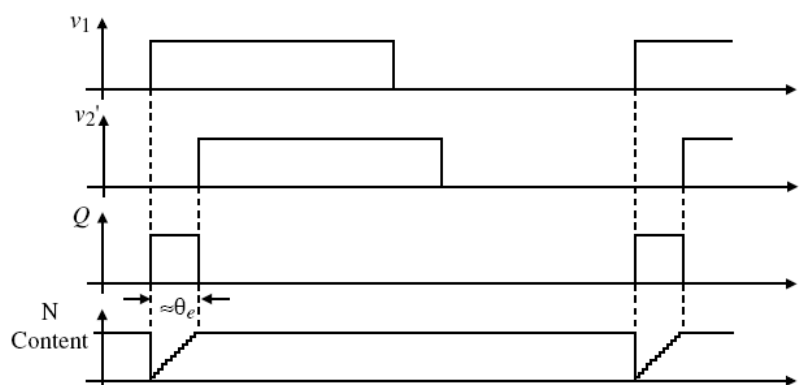 v1
v2'
Q
≈θe
N
Content